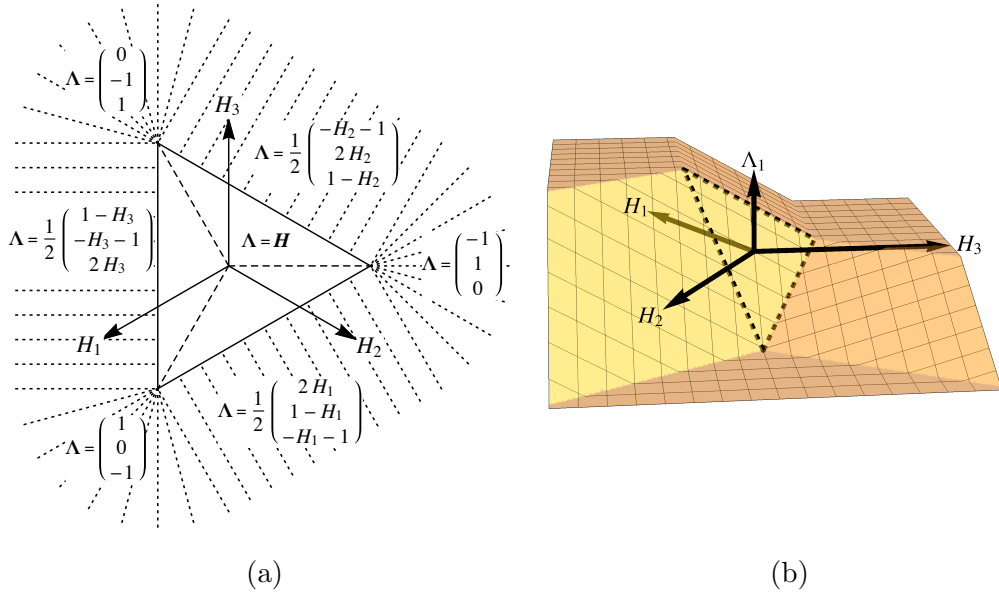 Λ = ( 0 −1 1 )
H3
Λ = 1/2 ( −H2 − 1 2 H2 1 − H2 )
Λ = 1/2 ( 1 − H3 −H3 − 1 2 H3 )
Λ = H
Λ = ( −1 1 0 )
H1
H2
Λ = 1/2 ( 2 H1 1 − H1 −H1 − 1 )
Λ = ( 1 0 −1 )
(a)
Λ1
H1
H3
H2
(b)